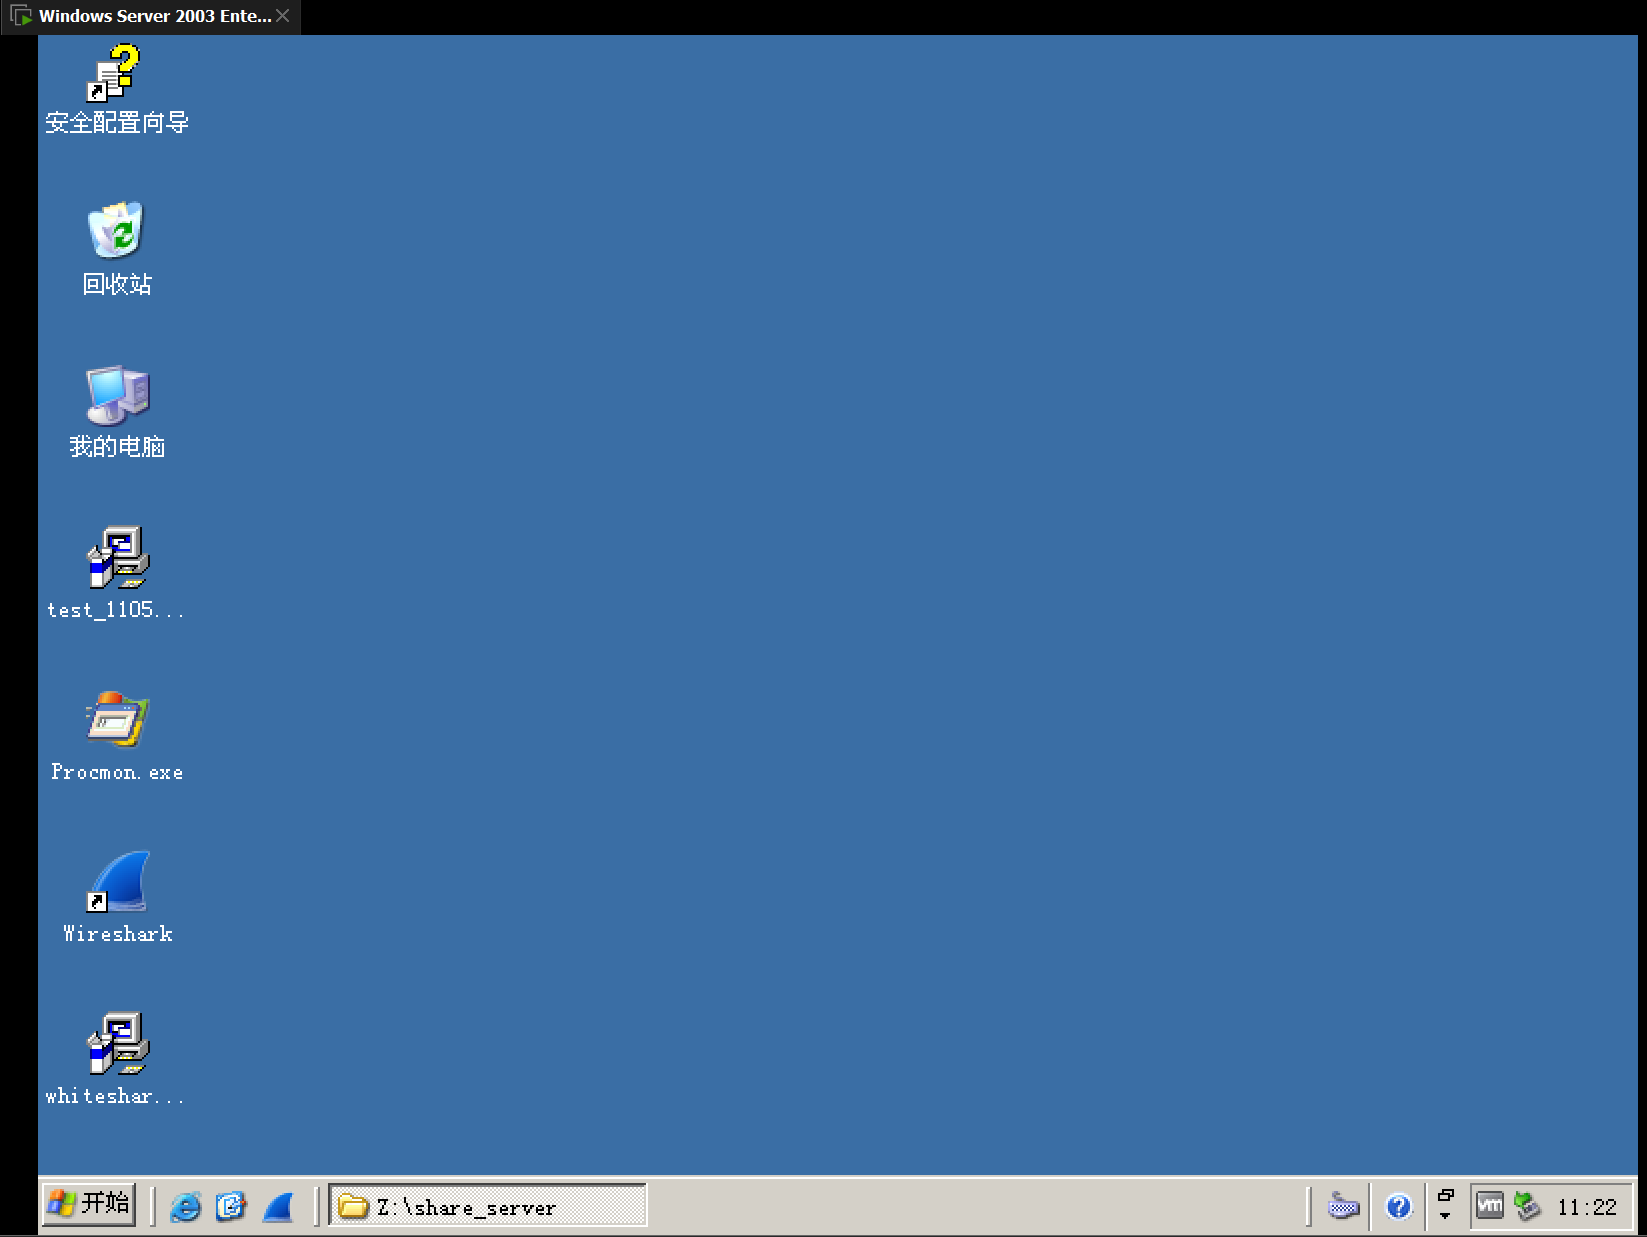 Windows Server 2003 Ente...
安全配置向导
回收站
我的电脑
test_1105...
Procmon.exe
Wireshark
whiteshar...
开始
Z:\share_server
vm
11:22